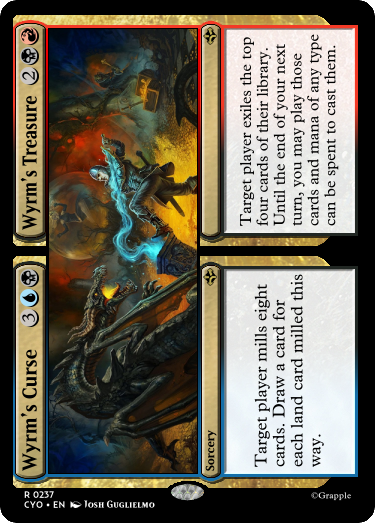 Wyrm's Curse 3
Sorcery
Target player mills eight
cards. Draw a card for
each land card milled this
way.
Wyrm's Treasure 2
Target player exiles the top
four cards of their library.
Until the end of your next
turn, you may play those
cards and mana of any type
can be spent to cast them.
R 0237
CYO • EN Josh Guglielmo
©Grapple